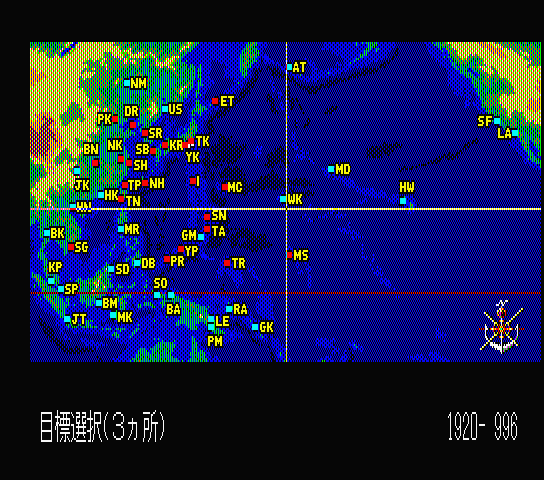 AT
NM
ET
DR
US
PK
SF
SR
LA
TK
NK
SB
KR
BN
YK
SH
MD
JK
TP
NH
I
MC
HW
HK
TN
WK
SN
MR
BK
GM
TA
SG
YP
MS
KP
SD
DB
PR
TR
SO
SP
BM
BA
RA
JT
MK
LE
GK
PM
目標選択(3ヵ所)
1920- 996